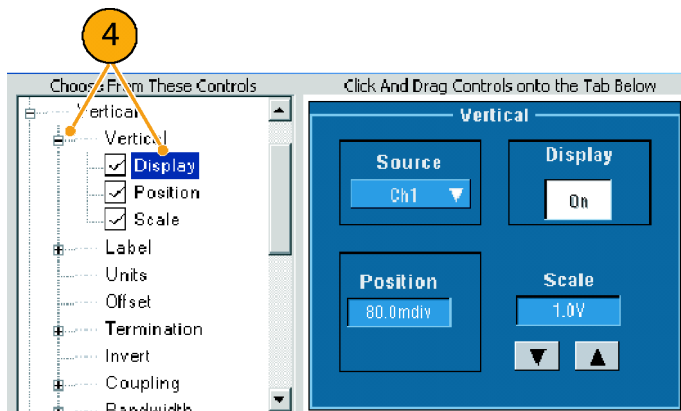 4
Choose From These Controls
Click And Drag Controls onto the Tab Below
Vertical
Vertical
Display
Position
Scale
Label
Units
Offset
Termination
Invert
Coupling
Bandwidth
Vertical
Source
Ch1
Display
On
Position
80.0mdiv
Scale
1.0V